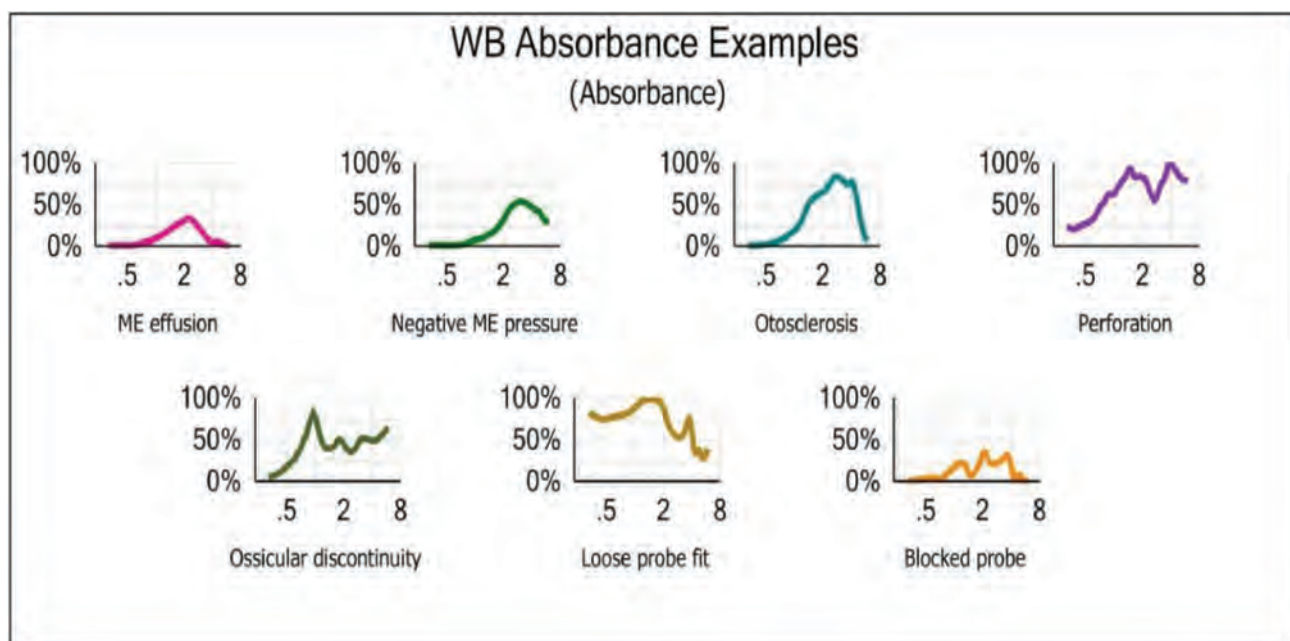 WB Absorbance Examples
(Absorbance)
100%
50%
0%
.5 2 8
ME effusion
100%
50%
0%
.5 2 8
Negative ME pressure
100%
50%
0%
.5 2 8
Otosclerosis
100%
50%
0%
.5 2 8
Perforation
100%
50%
0%
.5 2 8
Ossicular discontinuity
100%
50%
0%
.5 2 8
Loose probe fit
100%
50%
0%
.5 2 8
Blocked probe